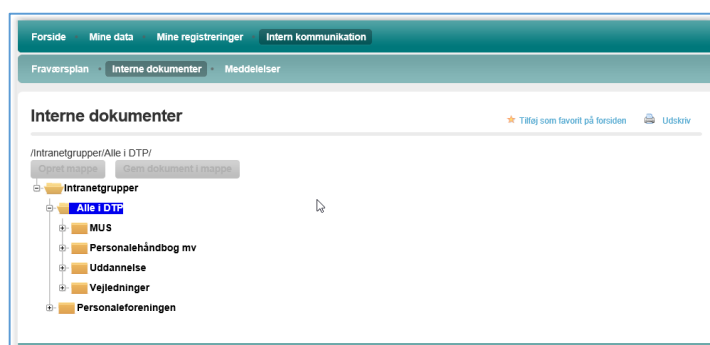 Forside Mine data Mine registreringer Intern kommunikation
Fraværsplan Interne dokumenter Meddelelser
Interne dokumenter
Tilføj som favorit på forsiden Udskriv
/Intranetgrupper/Alle i DTP/
Opret mappe Gem dokument i mappe
Intranetgrupper
Alle i DTP
MUS
Personalehåndbog mv
Uddannelse
Vejledninger
Personaleforeningen